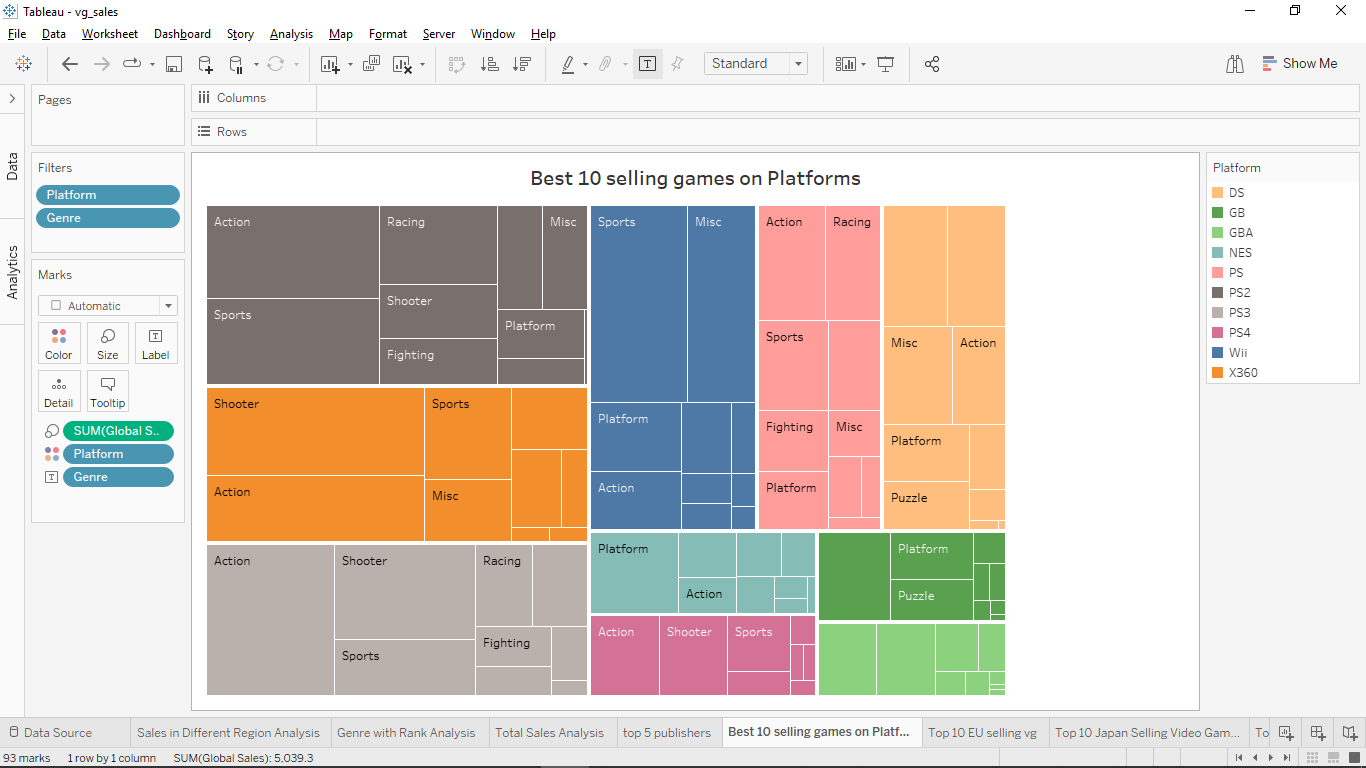 Tableau - vg_sales
File Data Worksheet Dashboard Story Analysis Map Format Server Window Help
Standard
Show Me
Pages
Columns
Rows
Data
Analytics
Filters
Platform
Genre
Marks
Automatic
Color Size Label
Detail Tooltip
SUM(Global S..
Platform
Genre
Best 10 selling games on Platforms
Action Racing Misc
Shooter
Sports
Platform
Fighting
Shooter Sports
Action Misc
Action Shooter Racing
Fighting
Sports
Sports Misc
Platform
Action
Action Racing
Sports
Fighting Misc
Platform
Misc Action
Platform
Puzzle
Platform
Action
Action Shooter Sports
Platform
Puzzle
Platform
DS
GB
GBA
NES
PS
PS2
PS3
PS4
Wii
X360
Data Source Sales in Different Region Analysis Genre with Rank Analysis Total Sales Analysis top 5 publishers Best 10 selling games on Platf... Top 10 EU selling vg Top 10 Japan Selling Video Gam... To
93 marks 1 row by 1 column SUM(Global Sales): 5,039.3